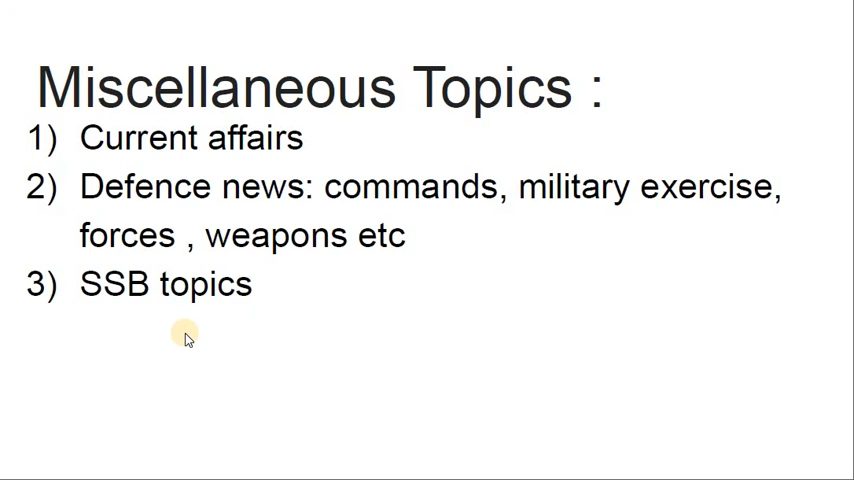 Miscellaneous Topics :
1) Current affairs
2) Defence news: commands, military exercise,
forces , weapons etc
3) SSB topics